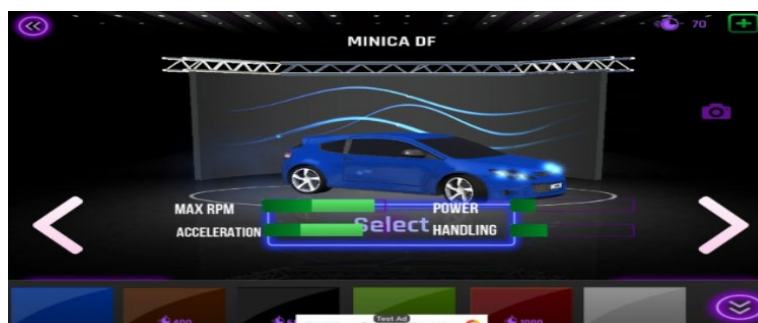 70
MINICA DF
MAX RPM
POWER
Select
ACCELERATION
HANDLING
Test Ad